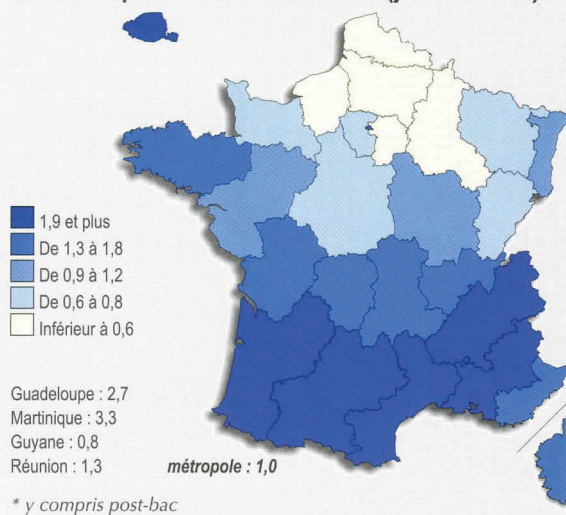 1,9 et plus
De 1,3 à 1,8
De 0,9 à 1,2
De 0,6 à 0,8
Inférieur à 0,6
Guadeloupe : 2,7
Martinique : 3,3
Guyane : 0,8
Réunion : 1,3 métropole : 1,0
* y compris post-bac